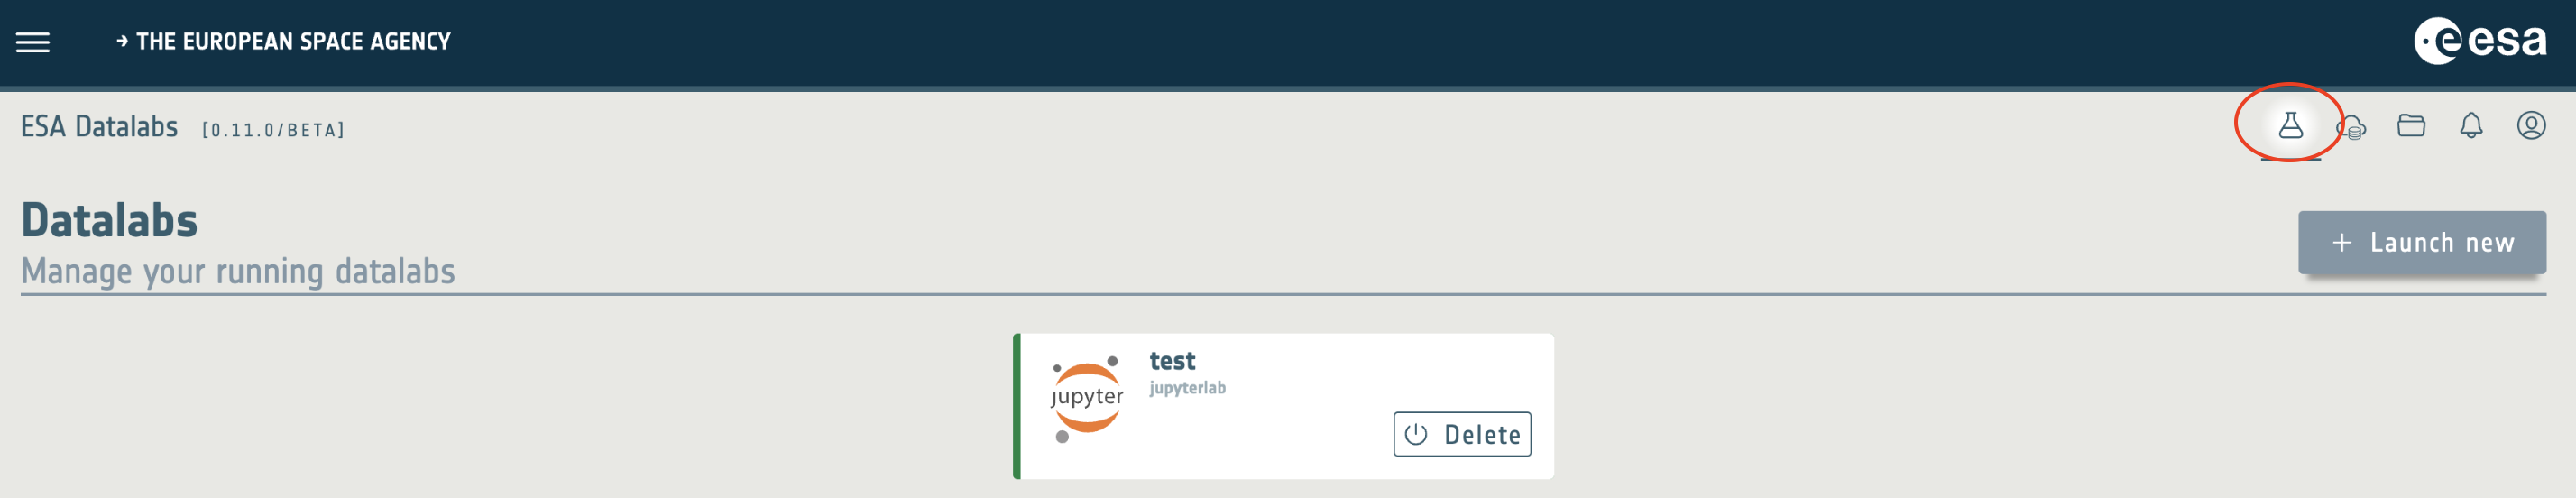 → THE EUROPEAN SPACE AGENCY
esa
ESA Datalabs [0.11.0/BETA]
Datalabs
Manage your running datalabs
+ Launch new
jupyter
test
jupyterlab
Delete